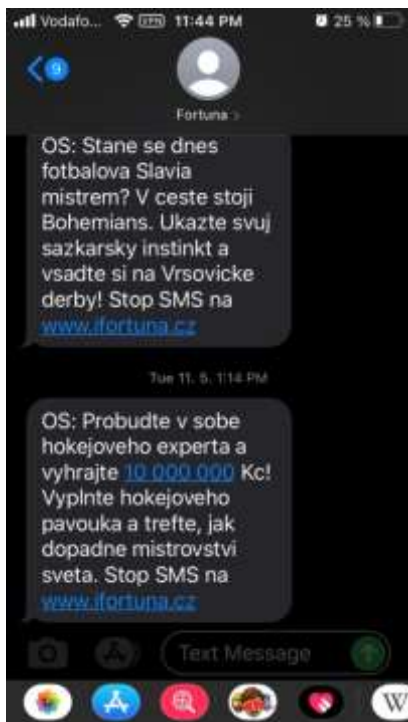 Vodafo... VPN 11:44 PM 25 %
9
Fortuna >
OS: Stane se dnes
fotbalova Slavia
mistrem? V ceste stoji
Bohemians. Ukazte svuj
sazkarsky instinkt a
vsadte si na Vrsovicke
derby! Stop SMS na
www.ifortuna.cz
Tue 11. 5. 1:14 PM
OS: Probudte v sobe
hokejoveho experta a
vyhrajte 10 000 000 Kc!
Vyplnte hokejoveho
pavouka a trefte, jak
dopadne mistrovstvi
sveta. Stop SMS na
www.ifortuna.cz
Text Message
W